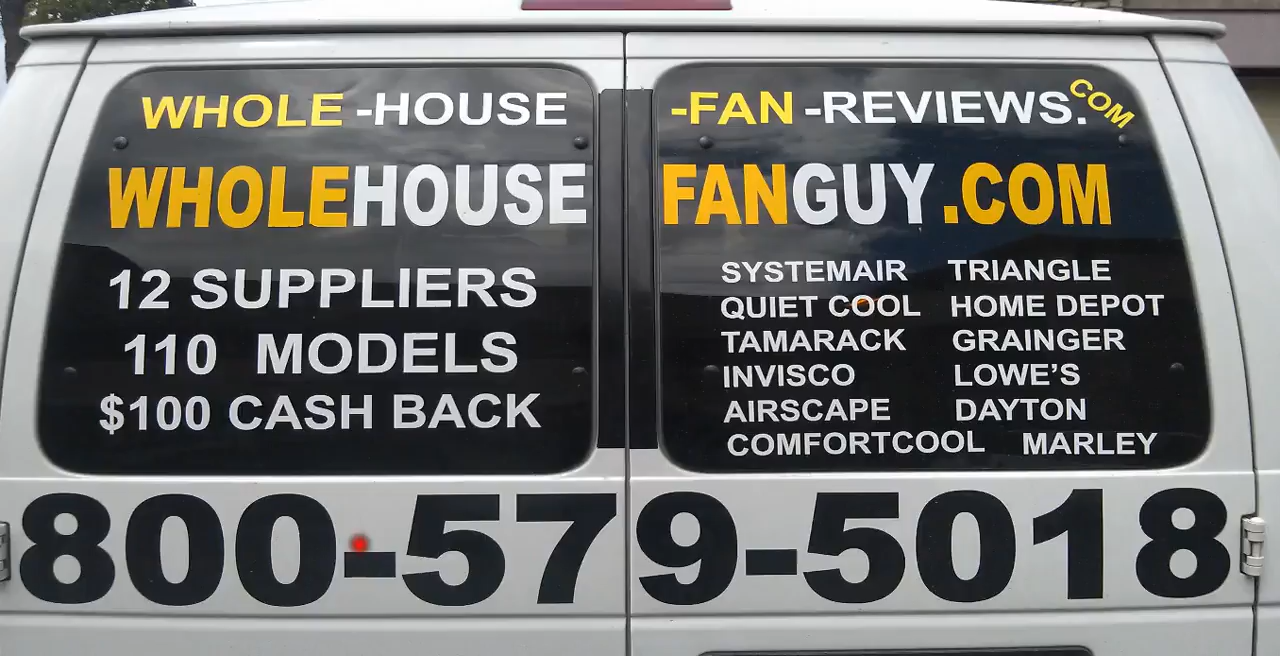 WHOLE -HOUSE -FAN -REVIEWS.COM
WHOLEHOUSE FANGUY.COM
12 SUPPLIERS
110 MODELS
$100 CASH BACK
SYSTEMAIR TRIANGLE
QUIET COOL HOME DEPOT
TAMARACK GRAINGER
INVISCO LOWE'S
AIRSCAPE DAYTON
COMFORTCOOL MARLEY
800-579-5018